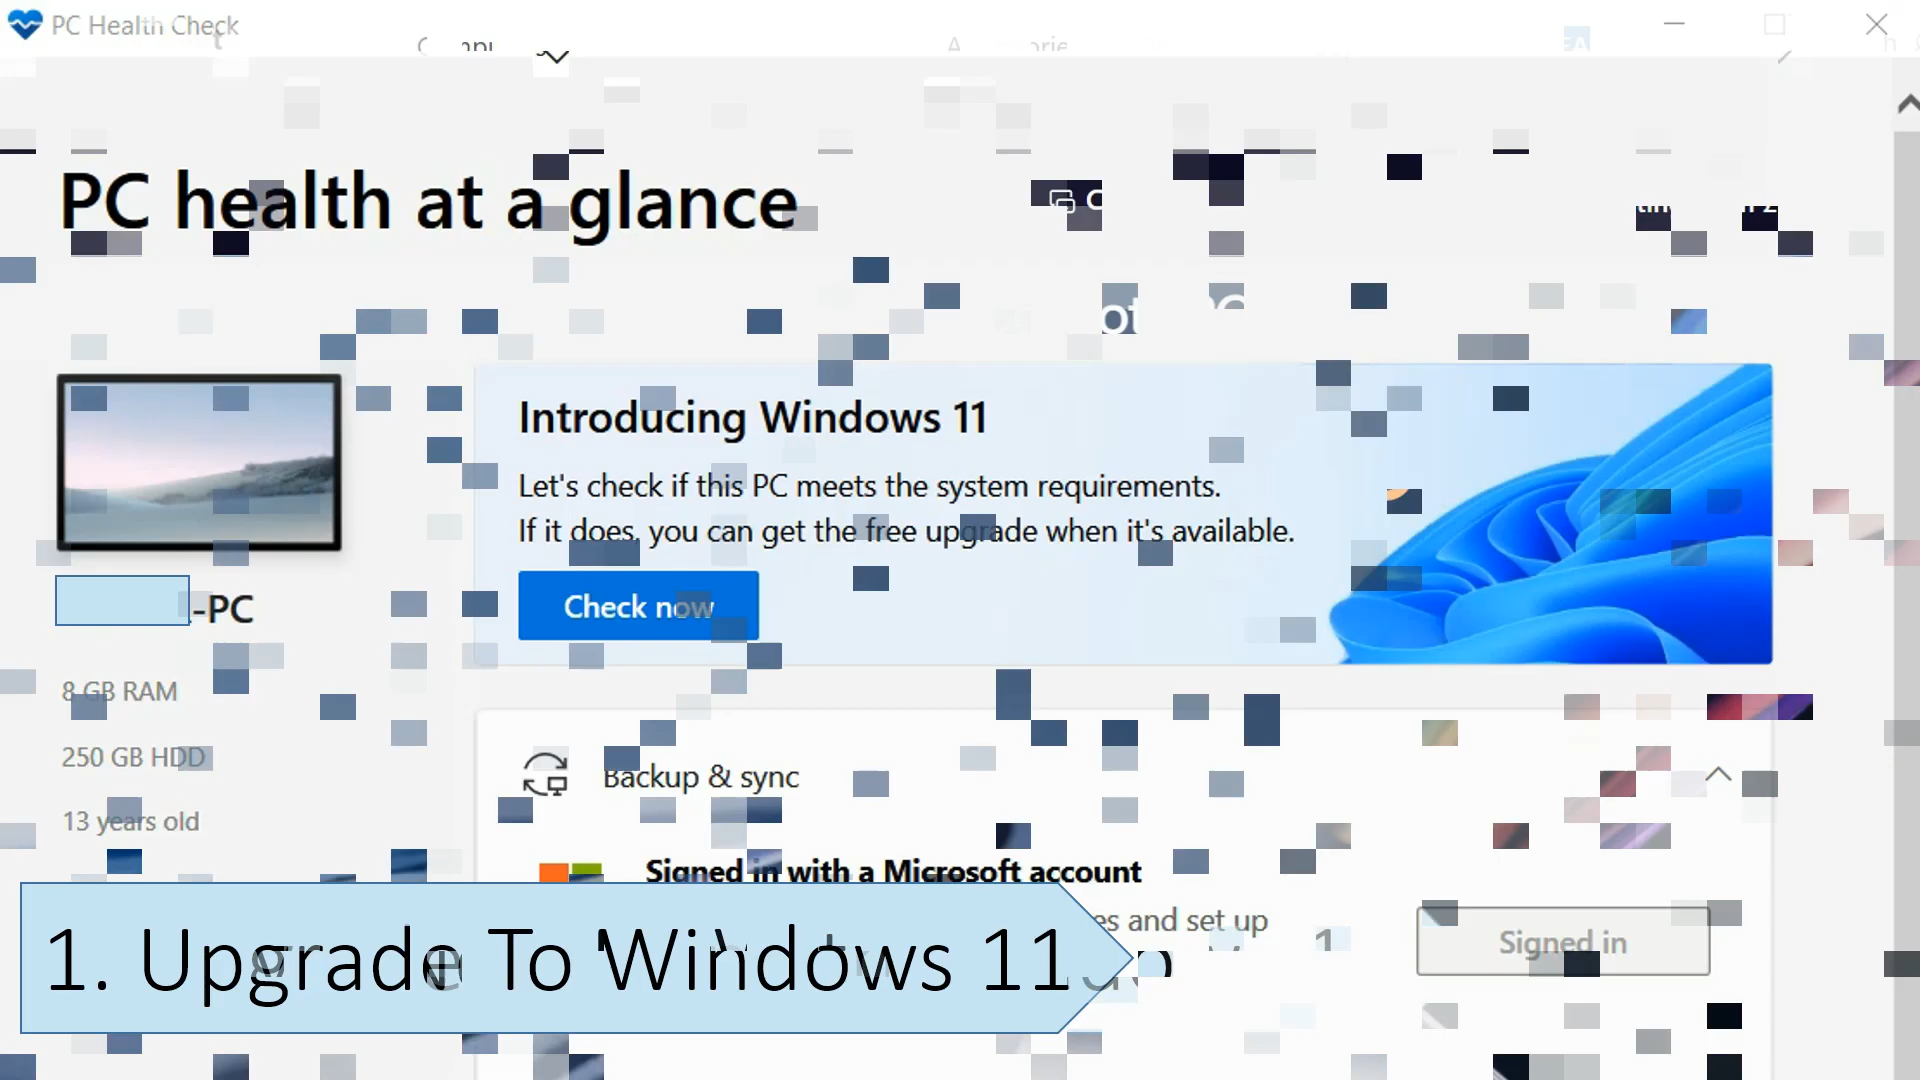 PC Health Check
PC health at a glance
Introducing Windows 11
Let's check if this PC meets the system requirements.
If it does, you can get the free upgrade when it's available.
Check now
-PC
8 GB RAM
250 GB HDD
13 years old
Backup & sync
Signed in with a Microsoft account
es and set up
Signed in
1. Upgrade To Windows 11